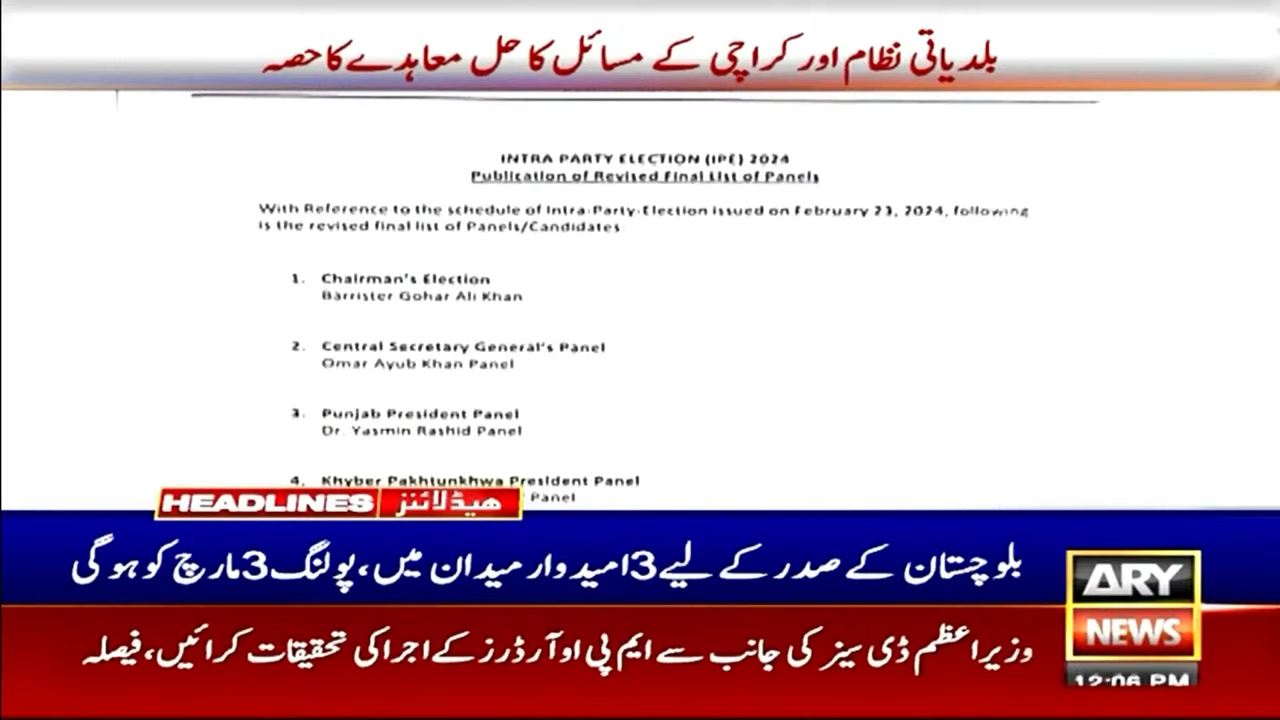 بلدیاتی نظام اور کراچی کے مسائل کا حل معاہدے کا حصہ
INTRA PARTY ELECTION (IPE) 2024
Publication of Revised Final List of Panels
With Reference to the schedule of Intra-Party-Election issued on February 23, 2024, following
is the revised final list of Panels/Candidates
1. Chairman's Election
Barrister Gohar Ali Khan
2. Central Secretary General's Panel
Omar Ayub Khan Panel
3. Punjab President Panel
Dr. Yasmin Rashid Panel
4. Khyber Pakhtunkhwa President Panel
Panel
HEADLINES ہیڈلائنز
بلوچستان کے صدر کے لیے 3 امیدوار میدان میں، پولنگ 3 مارچ کو ہوگی
وزیراعظم ڈی سیز کی جانب سے ایم پی او آرڈرز کے اجرا کی تحقیقات کرائیں، فیصلہ
ARY
NEWS
12:06 PM